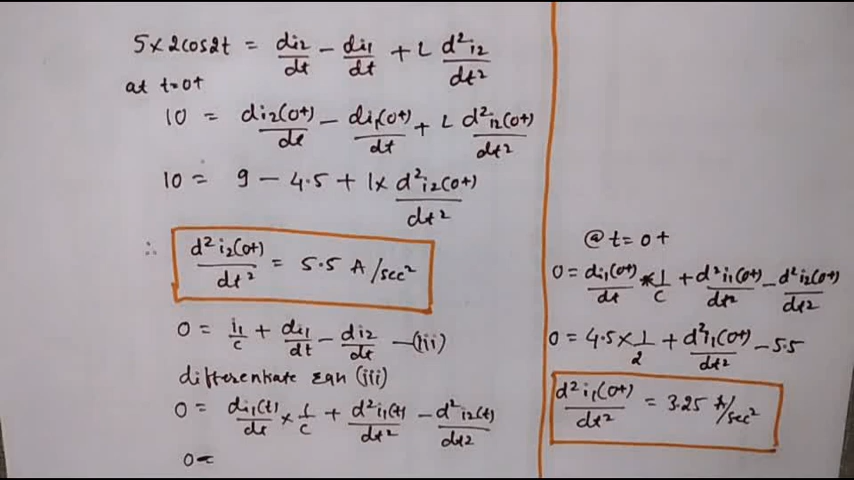 5×2cos2t = di2/dt − di1/dt + L d²i2/dt²
at t=0+
10 = di2(0+)/dt − di1(0+)/dt + L d²i2(0+)/dt²
10 = 9 − 4.5 + 1× d²i2(0+)/dt²
∴ d²i2(0+)/dt² = 5.5 A/sec²
0 = i1/c + di1/dt − di2/dt —(iii)
differentiate eqn (iii)
0 = di1(t)/dt × 1/c + d²i1(t)/dt² − d²i2(t)/dt²
0=
@ t=0+
0 = di1(0+)/dt × 1/c + d²i1(0+)/dt² − d²i2(0+)/dt²
0 = 4.5 × 1/2 + d²i1(0+)/dt² − 5.5
d²i1(0+)/dt² = 3.25 A/sec²